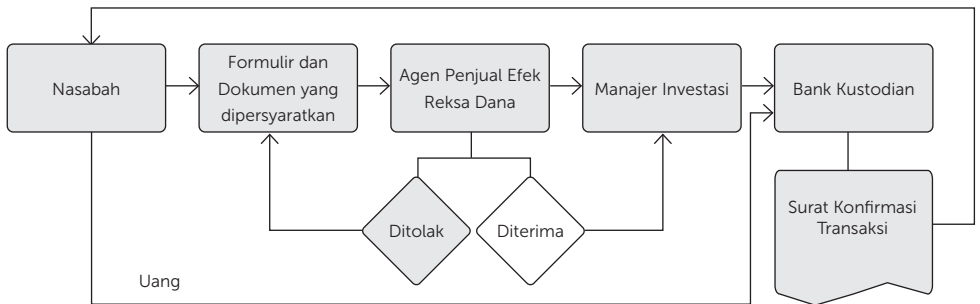 Nasabah
Formulir dan
Dokumen yang
dipersyaratkan
Agen Penjual Efek
Reksa Dana
Manajer Investasi
Bank Kustodian
Ditolak
Diterima
Surat Konfirmasi
Transaksi
Uang